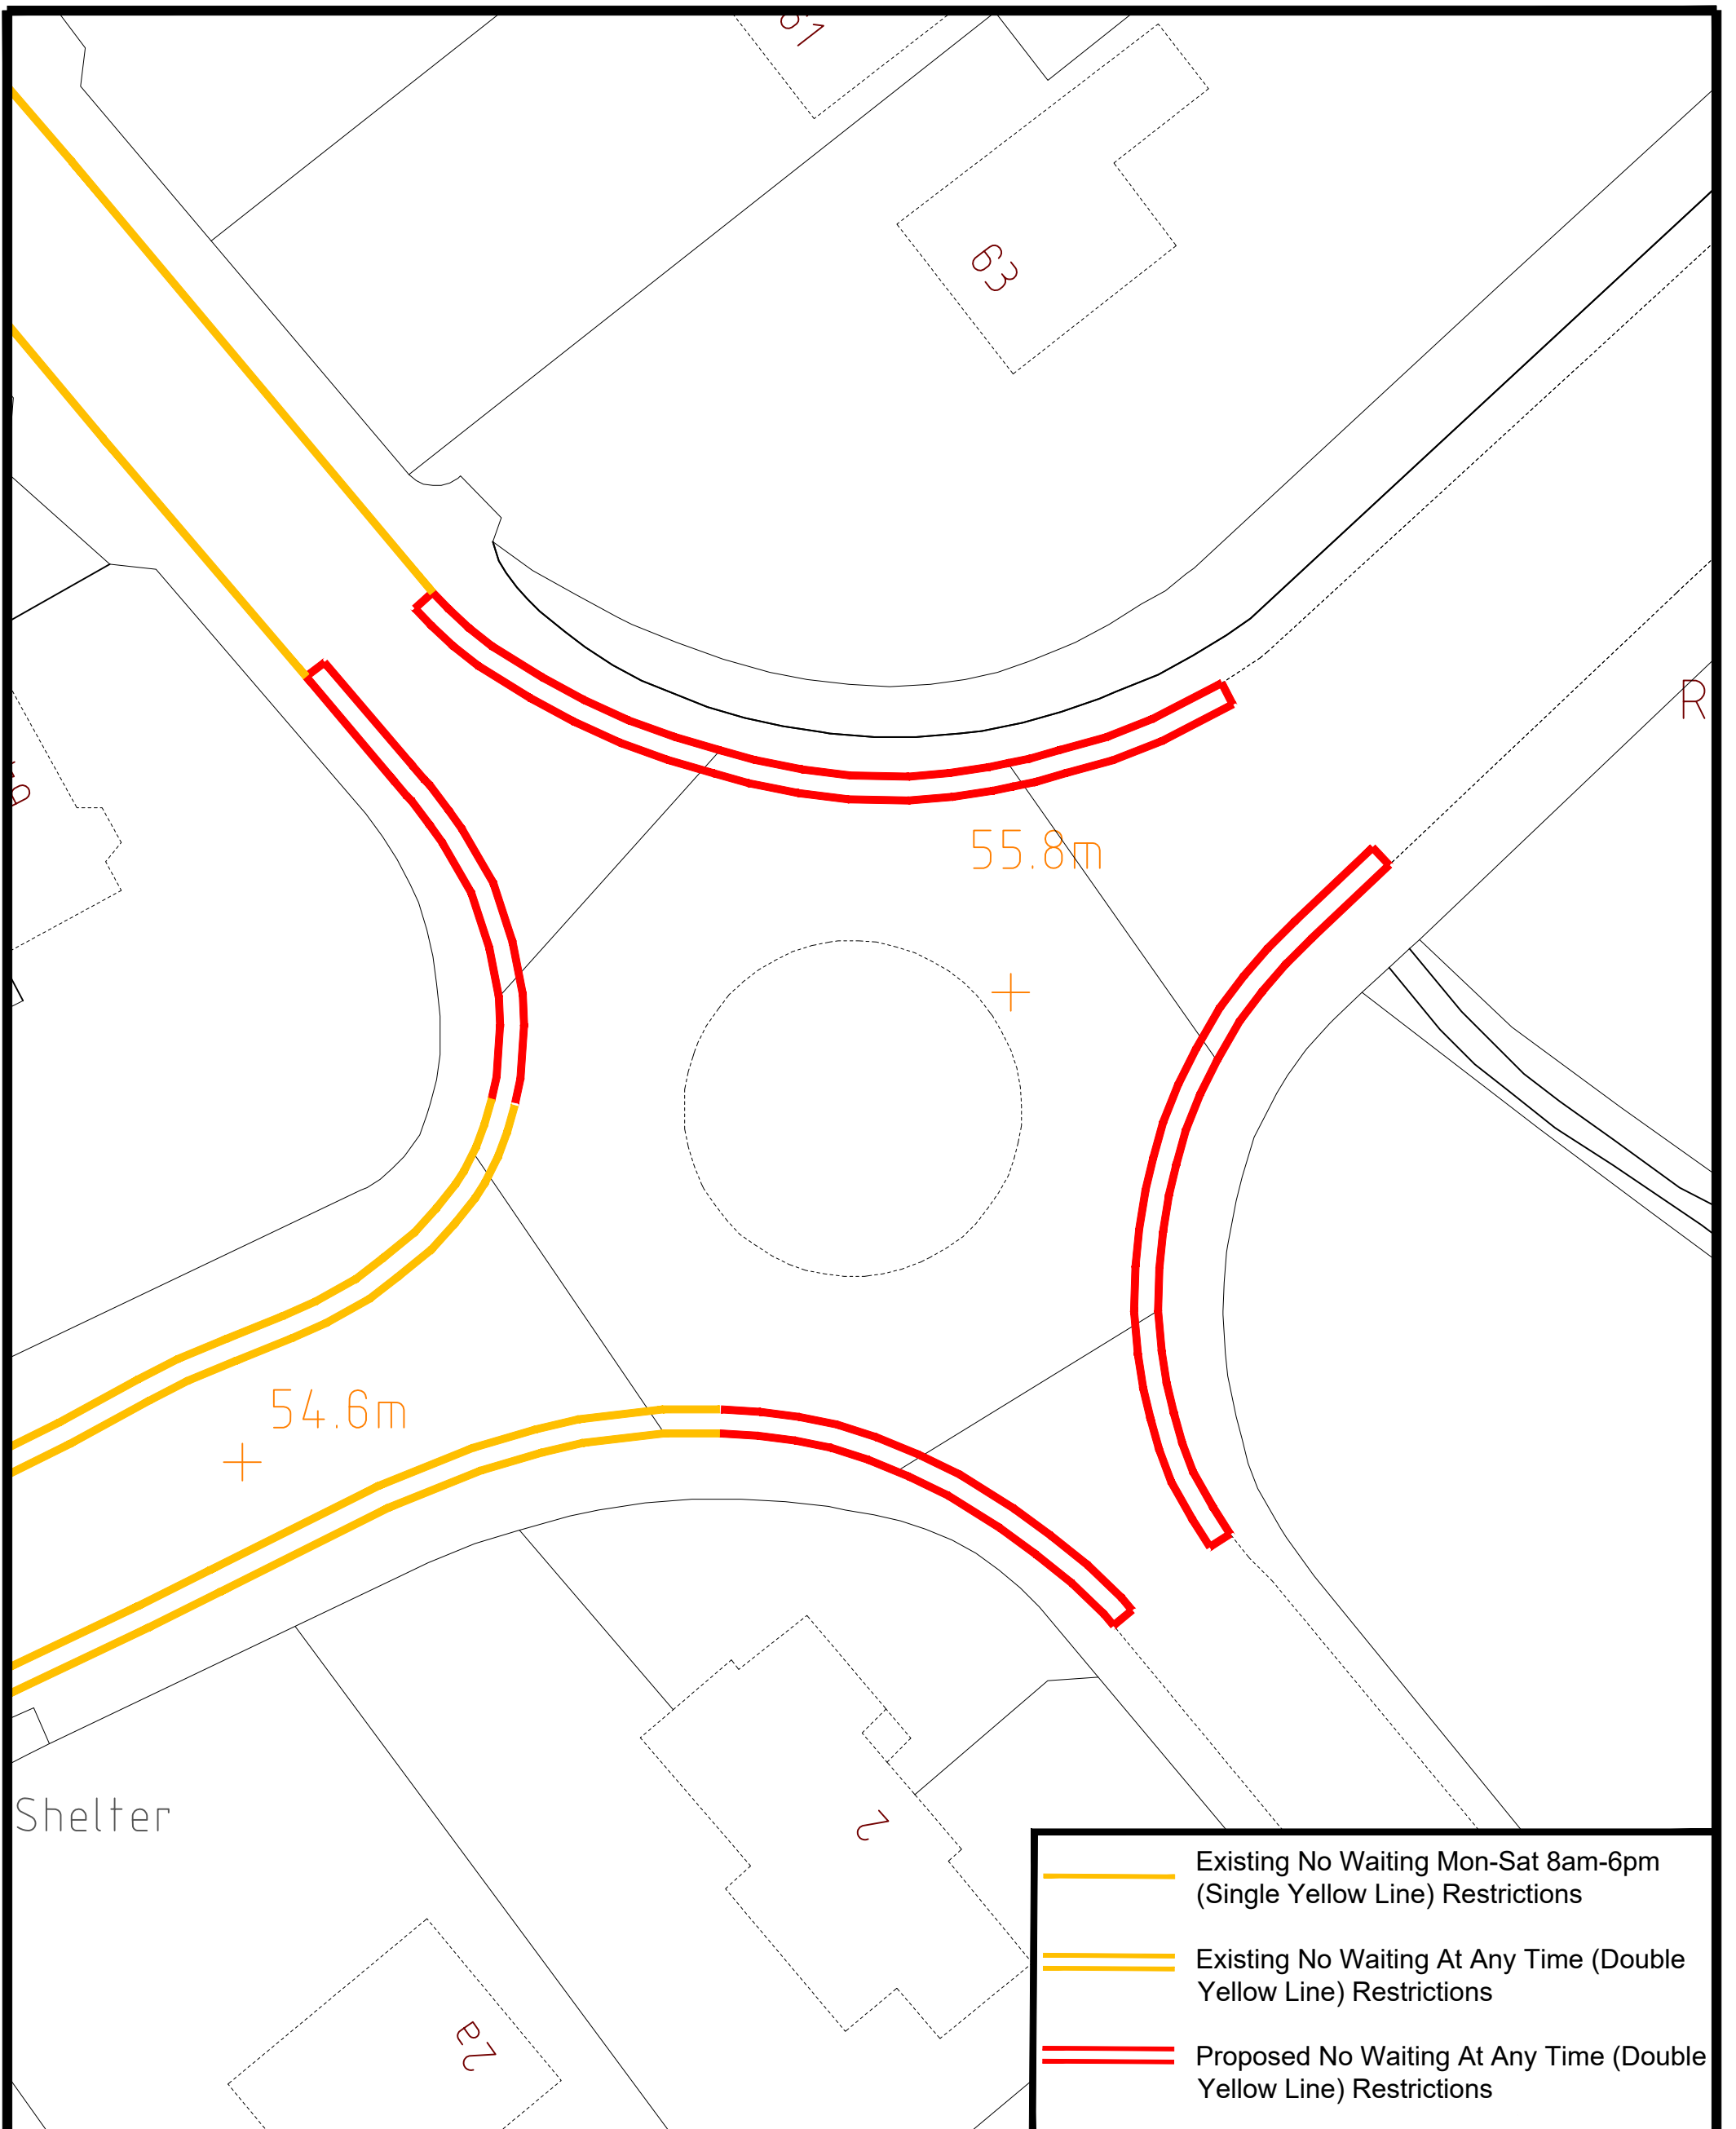 63
R
55.8m
54.6m
Shelter
2
2a
Existing No Waiting Mon-Sat 8am-6pm
(Single Yellow Line) Restrictions
Existing No Waiting At Any Time (Double
Yellow Line) Restrictions
Proposed No Waiting At Any Time (Double
Yellow Line) Restrictions